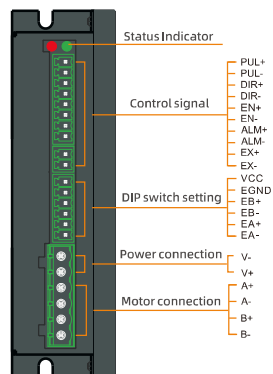 Status Indicator
Control signal
PUL+
PUL-
DIR+
DIR-
EN+
EN-
ALM+
ALM-
EX+
EX-
DIP switch setting
VCC
EGND
EB+
EB-
EA+
EA-
Power connection
V-
V+
Motor connection
A+
A-
B+
B-